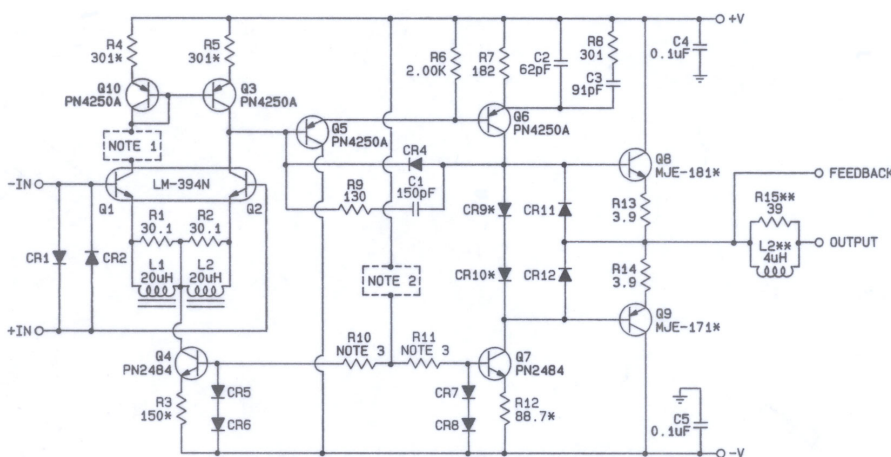 +V
R4
301*
R5
301*
R6
2.00K
R7
182
C2
62pF
R8
301
C3
91pF
C4
0.1uF
Q10
PN4250A
Q3
PN4250A
Q5
PN4250A
Q6
PN4250A
NOTE 1
LM-394N
-IN
Q1
Q2
CR4
R9
130
C1
150pF
Q8
MJE-181*
FEEDBACK
R1
30.1
R2
30.1
CR9*
CR11
R13
3.9
R15**
39
CR1
CR2
L1
20uH
L2
20uH
NOTE 2
CR10*
CR12
R14
3.9
L2**
4uH
OUTPUT
+IN
Q4
PN2484
R10
NOTE 3
R11
NOTE 3
Q7
PN2484
Q9
MJE-171*
R3
150*
CR5
CR6
CR7
CR8
R12
88.7*
C5
0.1uF
-V